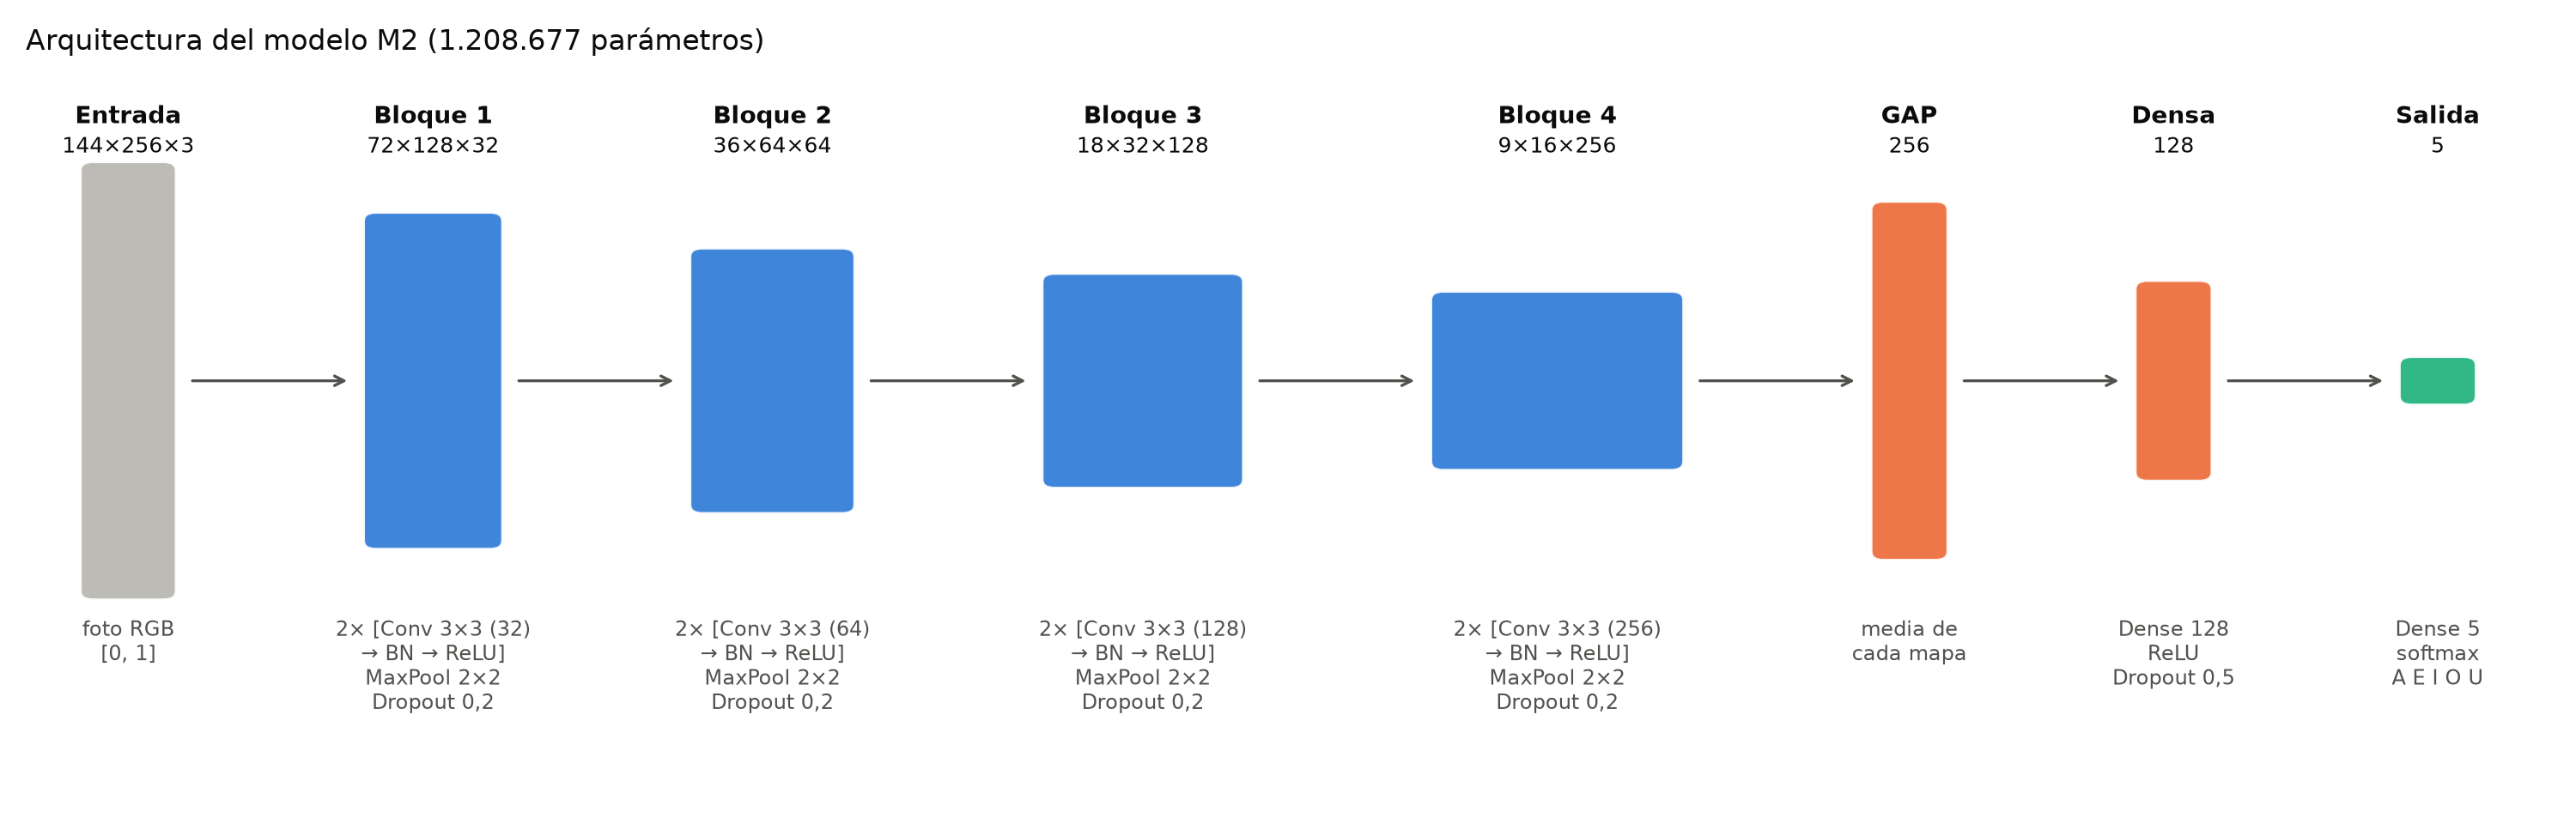 Arquitectura del modelo M2 (1.208.677 parámetros)
Entrada
144×256×3
foto RGB
[0, 1]
Bloque 1
72×128×32
2× [Conv 3×3 (32)
→ BN → ReLU]
MaxPool 2×2
Dropout 0,2
Bloque 2
36×64×64
2× [Conv 3×3 (64)
→ BN → ReLU]
MaxPool 2×2
Dropout 0,2
Bloque 3
18×32×128
2× [Conv 3×3 (128)
→ BN → ReLU]
MaxPool 2×2
Dropout 0,2
Bloque 4
9×16×256
2× [Conv 3×3 (256)
→ BN → ReLU]
MaxPool 2×2
Dropout 0,2
GAP
256
media de
cada mapa
Densa
128
Dense 128
ReLU
Dropout 0,5
Salida
5
Dense 5
softmax
A E I O U